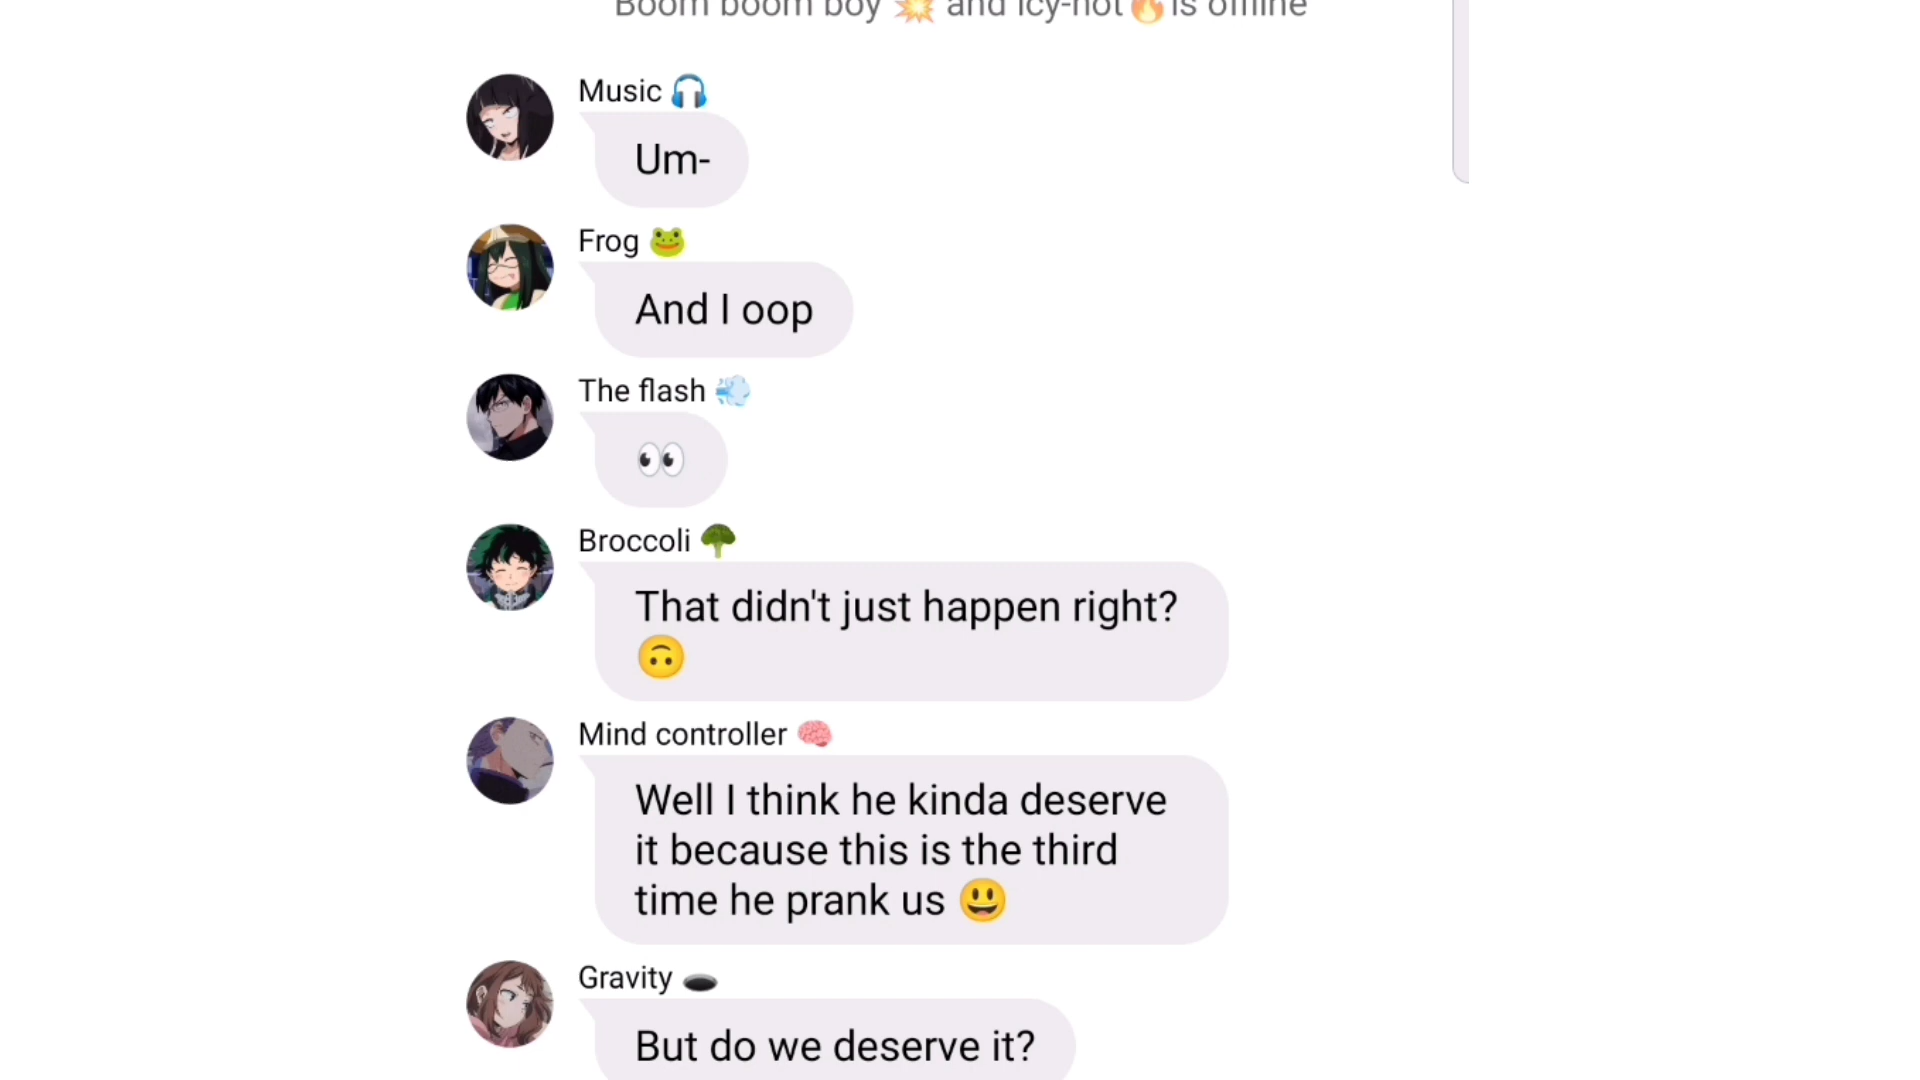 Boom boom boy 💥 and Icy-hot🔥is offline
Music 🎧
Um-
Frog 🐸
And I oop
The flash 💨
👀
Broccoli 🥦
That didn't just happen right?
🙃
Mind controller 🧠
Well I think he kinda deserve
it because this is the third
time he prank us 😃
Gravity 🕳️
But do we deserve it?